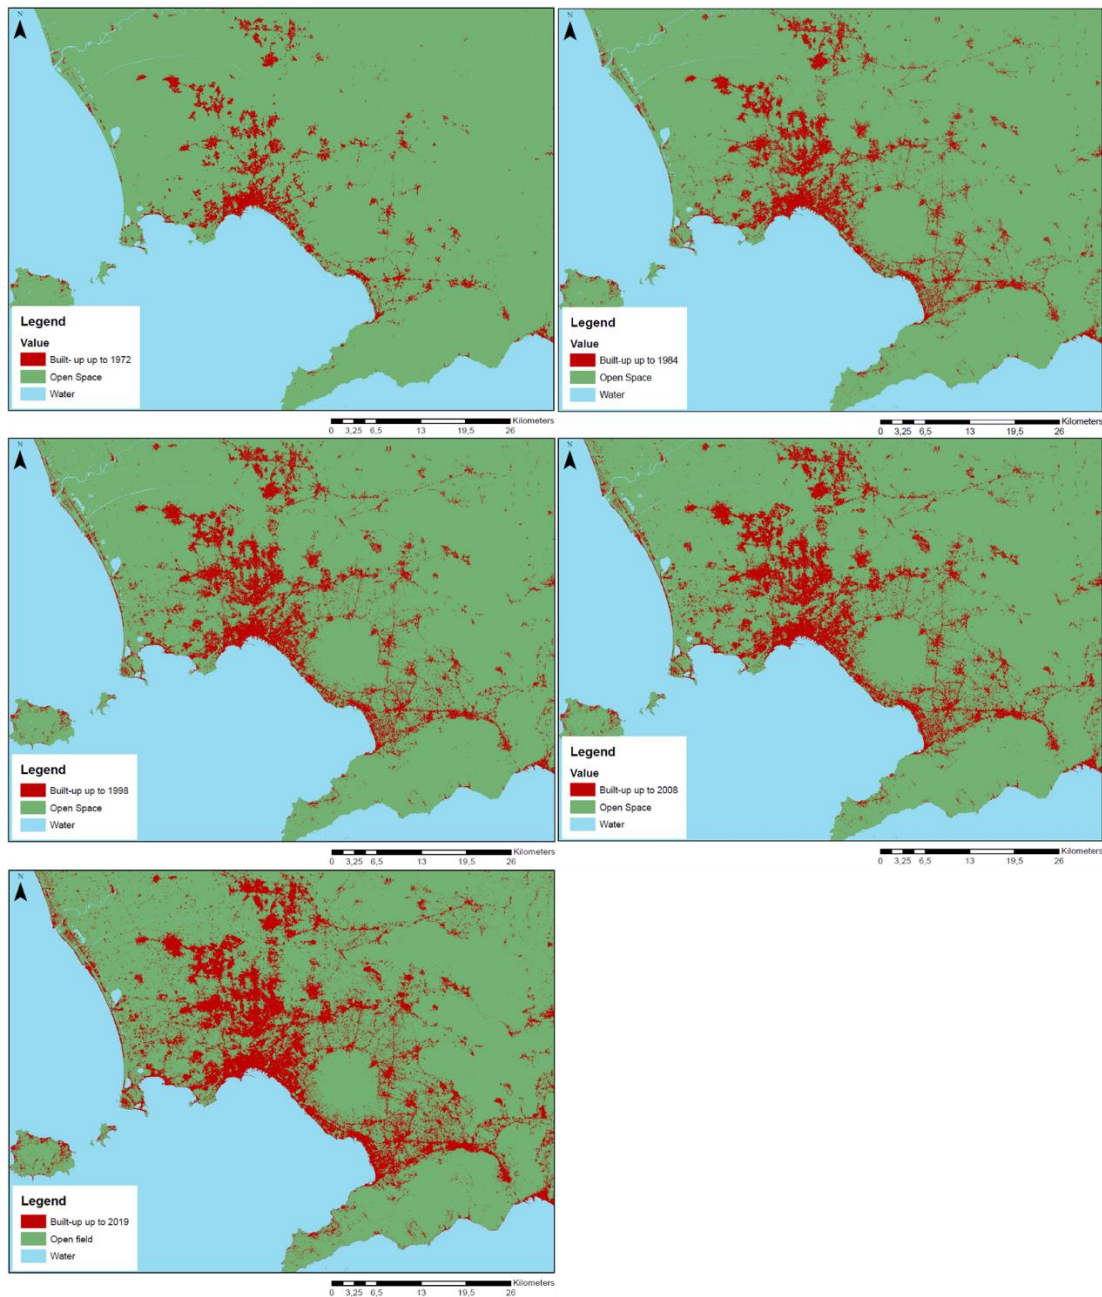 N
Legend
Value
Built- up up to 1972
Open Space
Water
Kilometers
0 3,25 6,5 13 19,5 26
N
Legend
Value
Built-up up to 1984
Open Space
Water
Kilometers
0 3,25 6,5 13 19,5 26
N
Legend
Built-up up to 1998
Open Space
Water
Kilometers
0 3,25 6,5 13 19,5 26
N
Legend
Value
Built-up up to 2008
Open Space
Water
Kilometers
0 3,25 6,5 13 19,5 26
N
Legend
Built-up up to 2019
Open field
Water
Kilometers
0 3,25 6,5 13 19,5 26